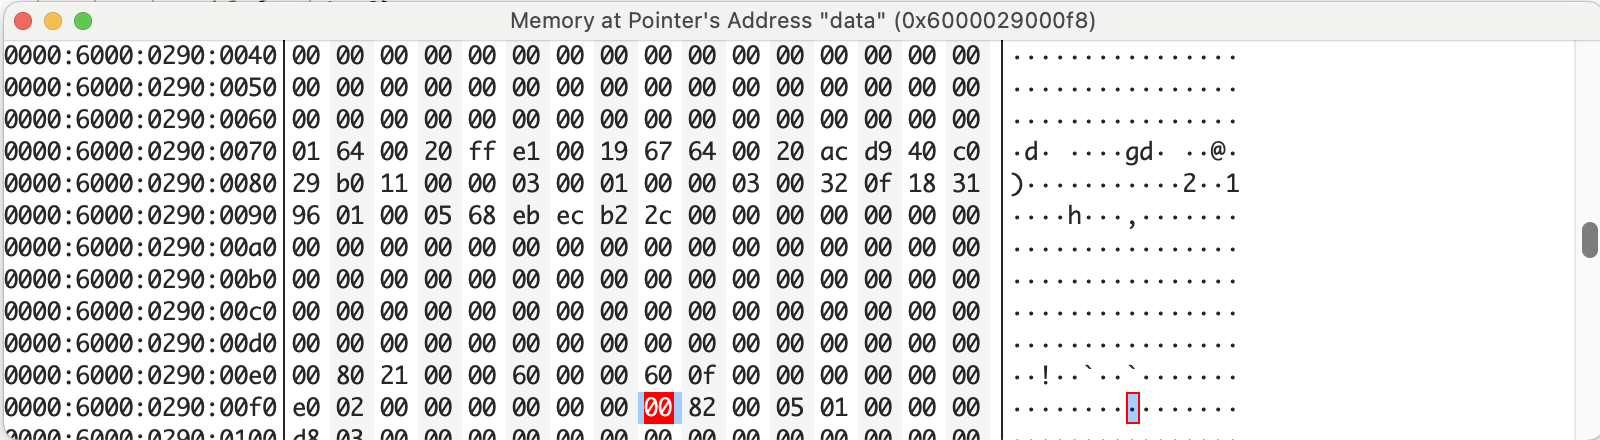 Memory at Pointer's Address "data" (0x6000029000f8)
0000:6000:0290:0040 00 00 00 00 00 00 00 00 00 00 00 00 00 00 00 00 ················
0000:6000:0290:0050 00 00 00 00 00 00 00 00 00 00 00 00 00 00 00 00 ················
0000:6000:0290:0060 00 00 00 00 00 00 00 00 00 00 00 00 00 00 00 00 ················
0000:6000:0290:0070 01 64 00 20 ff e1 00 19 67 64 00 20 ac d9 40 c0 ·d· ····gd· ··@·
0000:6000:0290:0080 29 b0 11 00 00 03 00 01 00 00 03 00 32 0f 18 31 )···········2··1
0000:6000:0290:0090 96 01 00 05 68 eb ec b2 2c 00 00 00 00 00 00 00 ····h···,·······
0000:6000:0290:00a0 00 00 00 00 00 00 00 00 00 00 00 00 00 00 00 00 ················
0000:6000:0290:00b0 00 00 00 00 00 00 00 00 00 00 00 00 00 00 00 00 ················
0000:6000:0290:00c0 00 00 00 00 00 00 00 00 00 00 00 00 00 00 00 00 ················
0000:6000:0290:00d0 00 00 00 00 00 00 00 00 00 00 00 00 00 00 00 00 ················
0000:6000:0290:00e0 00 80 21 00 00 60 00 00 60 0f 00 00 00 00 00 00 ··!··`··`·······
0000:6000:0290:00f0 e0 02 00 00 00 00 00 00 00 82 00 05 01 00 00 00 ················
0000:6000:0290:0100 d8 03 00 00 00 00 00 00 00 00 00 00 00 00 00 00